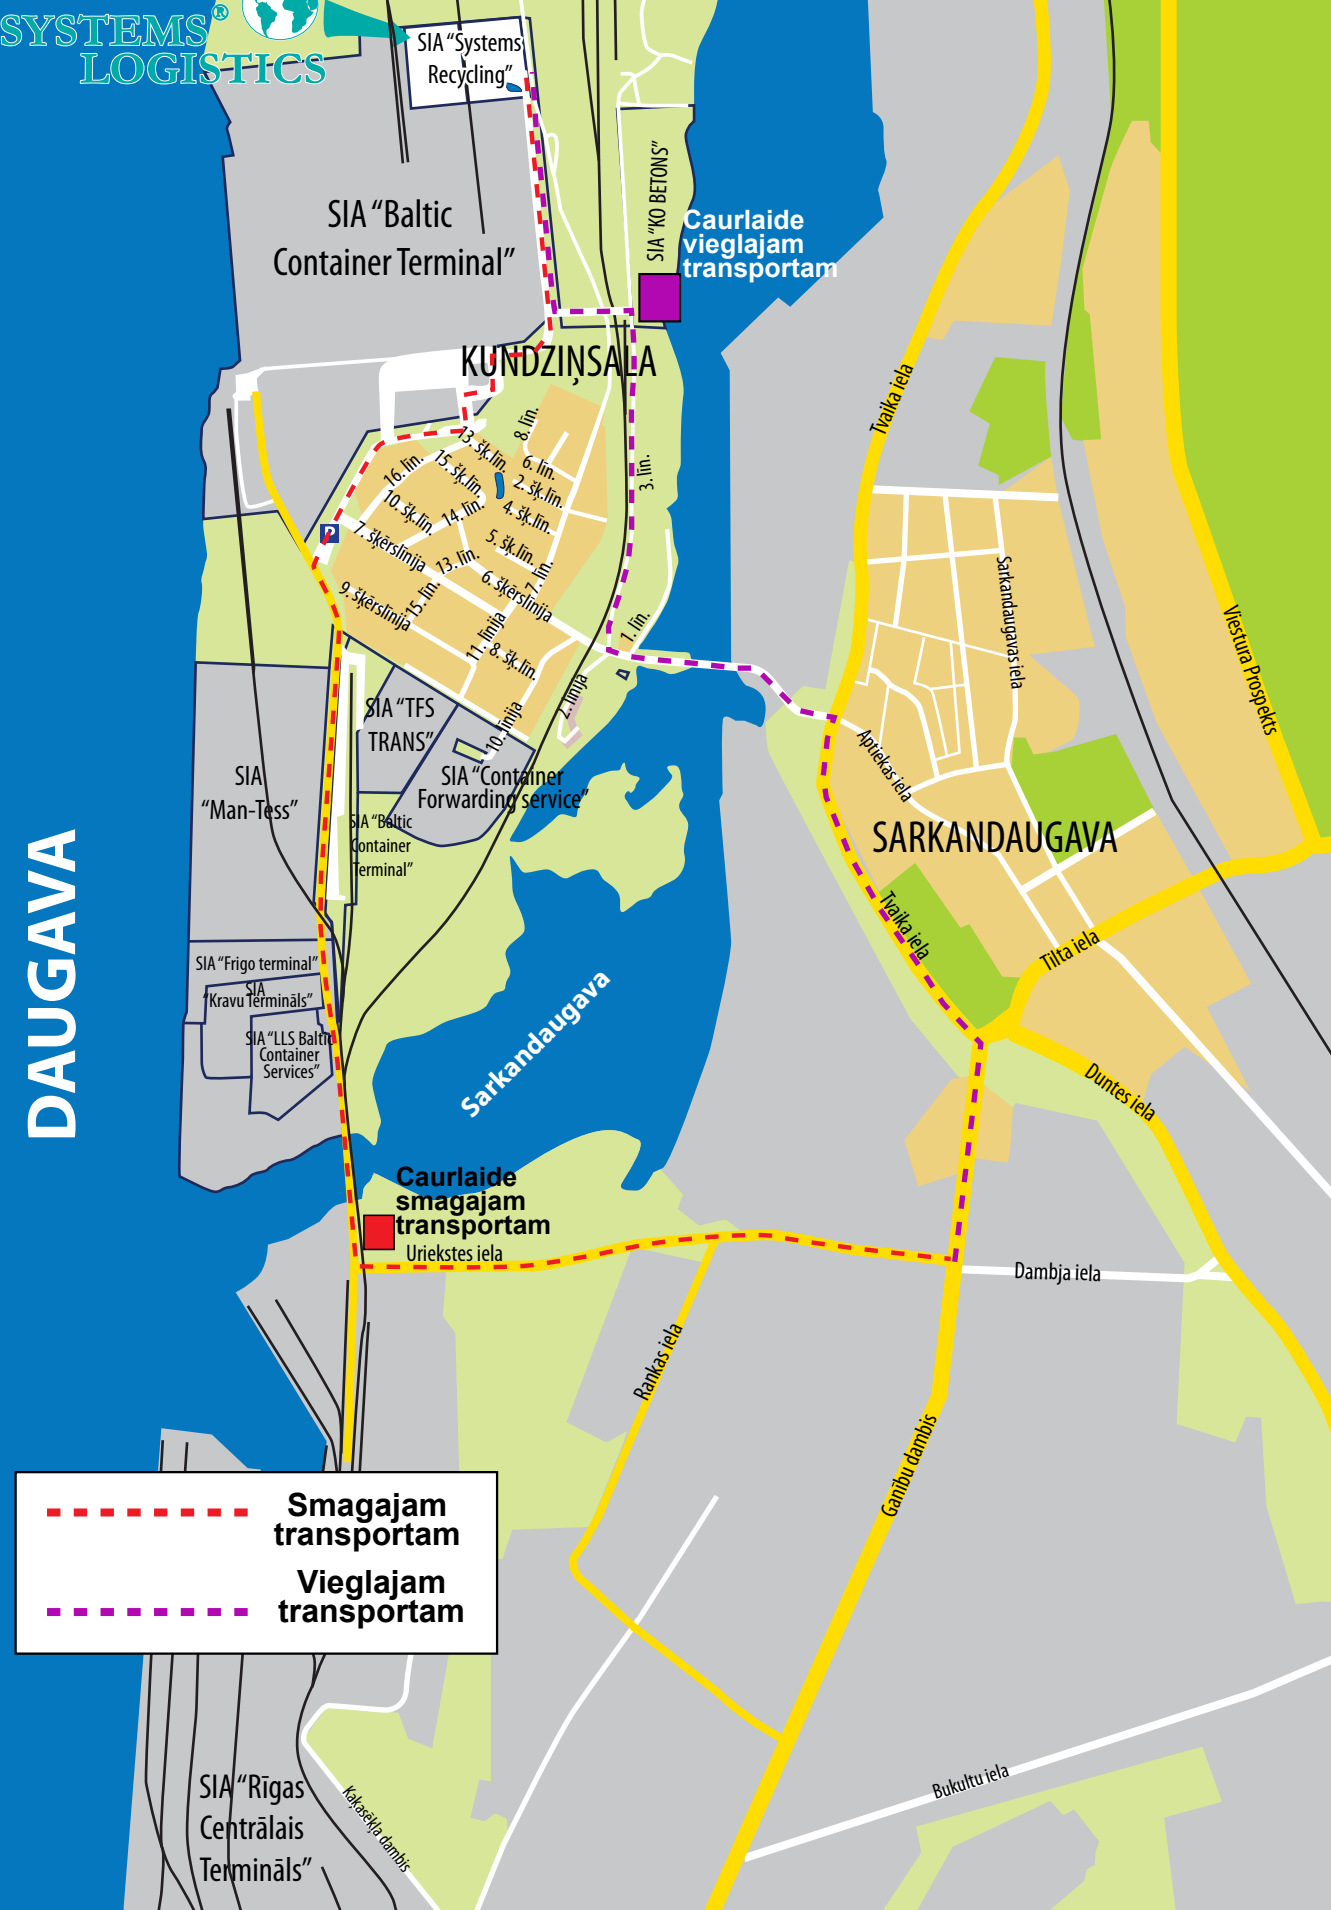 SYSTEMS®
LOGISTICS
SIA “Systems
Recycling”
SIA “Baltic
Container Terminal”
SIA “KO BETONS”
Caurlaide
vieglajam
transportam
KUNDZIŅSALA
Tvaika iela
8. līn.
13. šķ.līn.
6. līn.
16. līn.
15. šķ.līn.
2. šķ.līn.
3. līn.
10. šķ.līn.
14. līn.
4. šķ.līn.
P
7. šķērslīnija
5. šķ.līn.
13. līn.
7. līn.
6. šķērslīnija
9. šķērslīnija
15. līn.
Sarkandaugavas iela
11. līnija
1. līn.
8. šķ.līn.
Viestura Prospekts
2. līnija
10. līnija
SIA “TFS
TRANS”
Aptiekas iela
SIA
“Man-Tess”
SIA “Container
Forwarding service”
SIA “Baltic
Container
Terminal”
SARKANDAUGAVA
DAUGAVA
Tvaika iela
Tilta iela
SIA “Frigo terminal”
SIA
“Kravu Termināls”
Sarkandaugava
SIA “LLS Baltic
Container
Services”
Duntes iela
Caurlaide
smagajam
transportam
Uriekstes iela
Dambja iela
Rankas iela
Ganību dambis
Smagajam
transportam
Vieglajam
transportam
Bukultu iela
SIA “Rīgas
Centrālais
Termināls”
Kaķasēkļa dambis